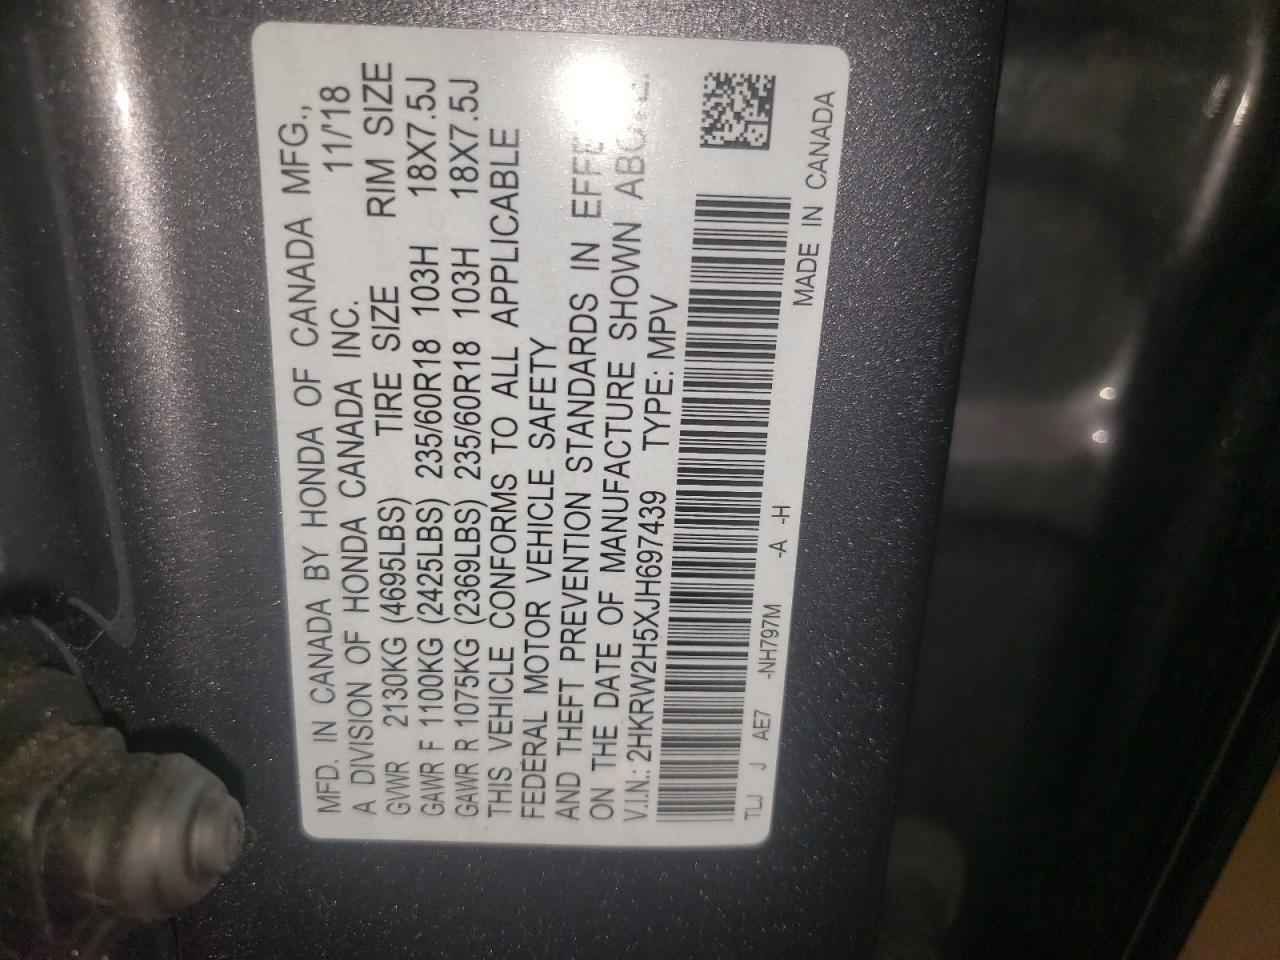 MFD. IN CANADA BY HONDA OF CANADA MFG.,
A DIVISION OF HONDA CANADA INC. 11/'18
GVWR 2130KG (4695LBS) TIRE SIZE RIM SIZE
GAWR F 1100KG (2425LBS) 235/60R18 103H 18X7.5J
GAWR R 1075KG (2369LBS) 235/60R18 103H 18X7.5J
THIS VEHICLE CONFORMS TO ALL APPLICABLE
FEDERAL MOTOR VEHICLE SAFETY
AND THEFT PREVENTION STANDARDS IN
ON THE DATE OF MANUFACTURE SHOWN
V.I.N.: 2HKRW2H5XJH697439 TYPE: MPV
TLJ J AE7 -NH797M -A -H
MADE IN CANADA